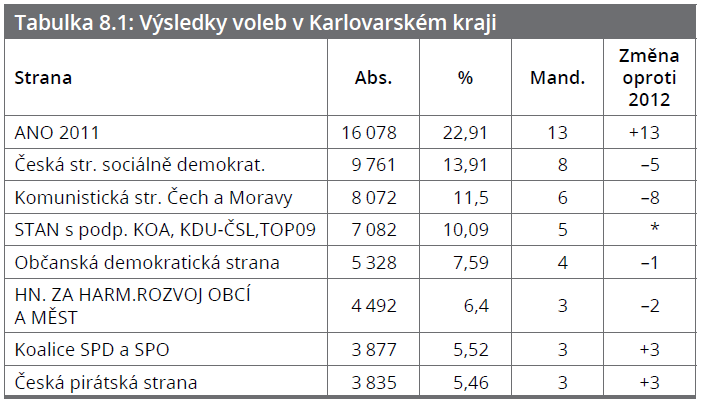 Tabulka 8.1: Výsledky voleb v Karlovarském kraji
Strana Abs. % Mand. Změna oproti 2012
ANO 2011 16 078 22,91 13 +13
Česká str. sociálně demokrat. 9 761 13,91 8 –5
Komunistická str. Čech a Moravy 8 072 11,5 6 –8
STAN s podp. KOA, KDU-ČSL,TOP09 7 082 10,09 5 *
Občanská demokratická strana 5 328 7,59 4 –1
HN. ZA HARM.ROZVOJ OBCÍ
A MĚST 4 492 6,4 3 –2
Koalice SPD a SPO 3 877 5,52 3 +3
Česká pirátská strana 3 835 5,46 3 +3